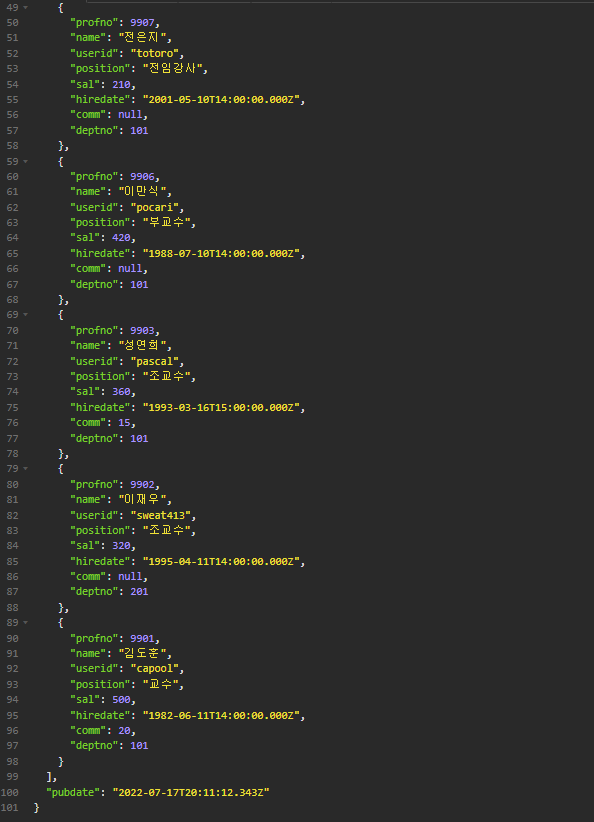 49 {
50 "profno": 9907,
51 "name": "전은지",
52 "userid": "totoro",
53 "position": "전임강사",
54 "sal": 210,
55 "hiredate": "2001-05-10T14:00:00.000Z",
56 "comm": null,
57 "deptno": 101
58 },
59 {
60 "profno": 9906,
61 "name": "이만식",
62 "userid": "pocari",
63 "position": "부교수",
64 "sal": 420,
65 "hiredate": "1988-07-10T14:00:00.000Z",
66 "comm": null,
67 "deptno": 101
68 },
69 {
70 "profno": 9903,
71 "name": "성연희",
72 "userid": "pascal",
73 "position": "조교수",
74 "sal": 360,
75 "hiredate": "1993-03-16T15:00:00.000Z",
76 "comm": 15,
77 "deptno": 101
78 },
79 {
80 "profno": 9902,
81 "name": "이재우",
82 "userid": "sweat413",
83 "position": "조교수",
84 "sal": 320,
85 "hiredate": "1995-04-11T14:00:00.000Z",
86 "comm": null,
87 "deptno": 201
88 },
89 {
90 "profno": 9901,
91 "name": "김도훈",
92 "userid": "capool",
93 "position": "교수",
94 "sal": 500,
95 "hiredate": "1982-06-11T14:00:00.000Z",
96 "comm": 20,
97 "deptno": 101
98 }
99 ],
100 "pubdate": "2022-07-17T20:11:12.343Z"
101 }